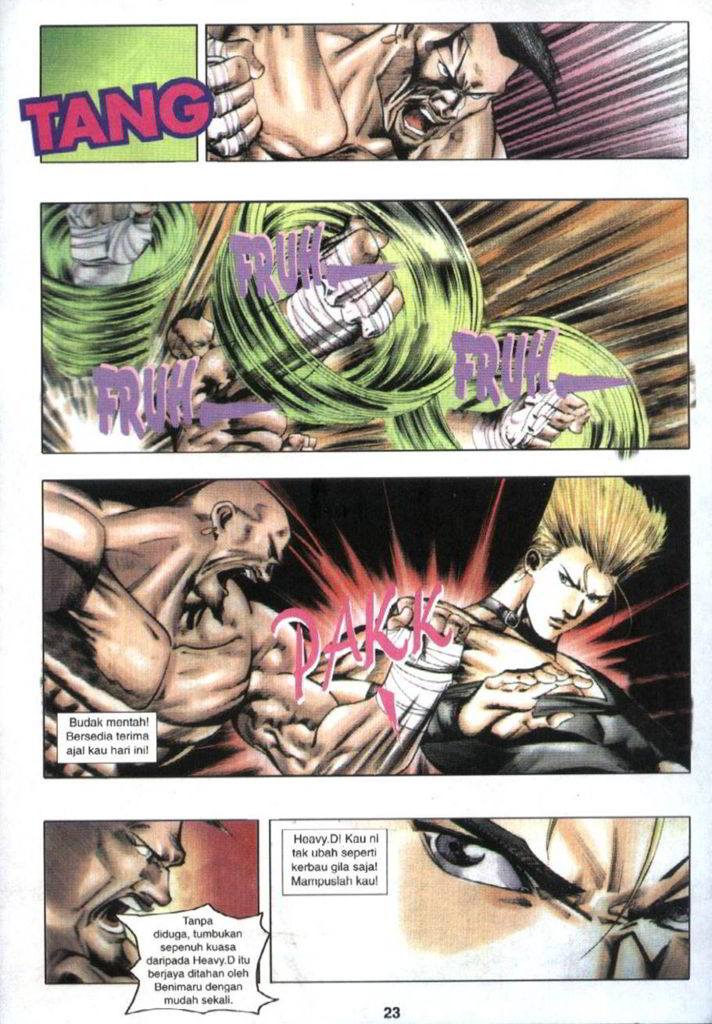 TANG
FRUH
FRUH
FRUH
PAKK
Budak mentah!
Bersedia terima
ajal kau hari ini!
Heavy.D! Kau ni
tak ubah seperti
kerbau gila saja!
Mampuslah kau!
Tanpa
diduga, tumbukan
sepenuh kuasa
daripada Heavy.D itu
berjaya ditahan oleh
Benimaru dengan
mudah sekali.
23